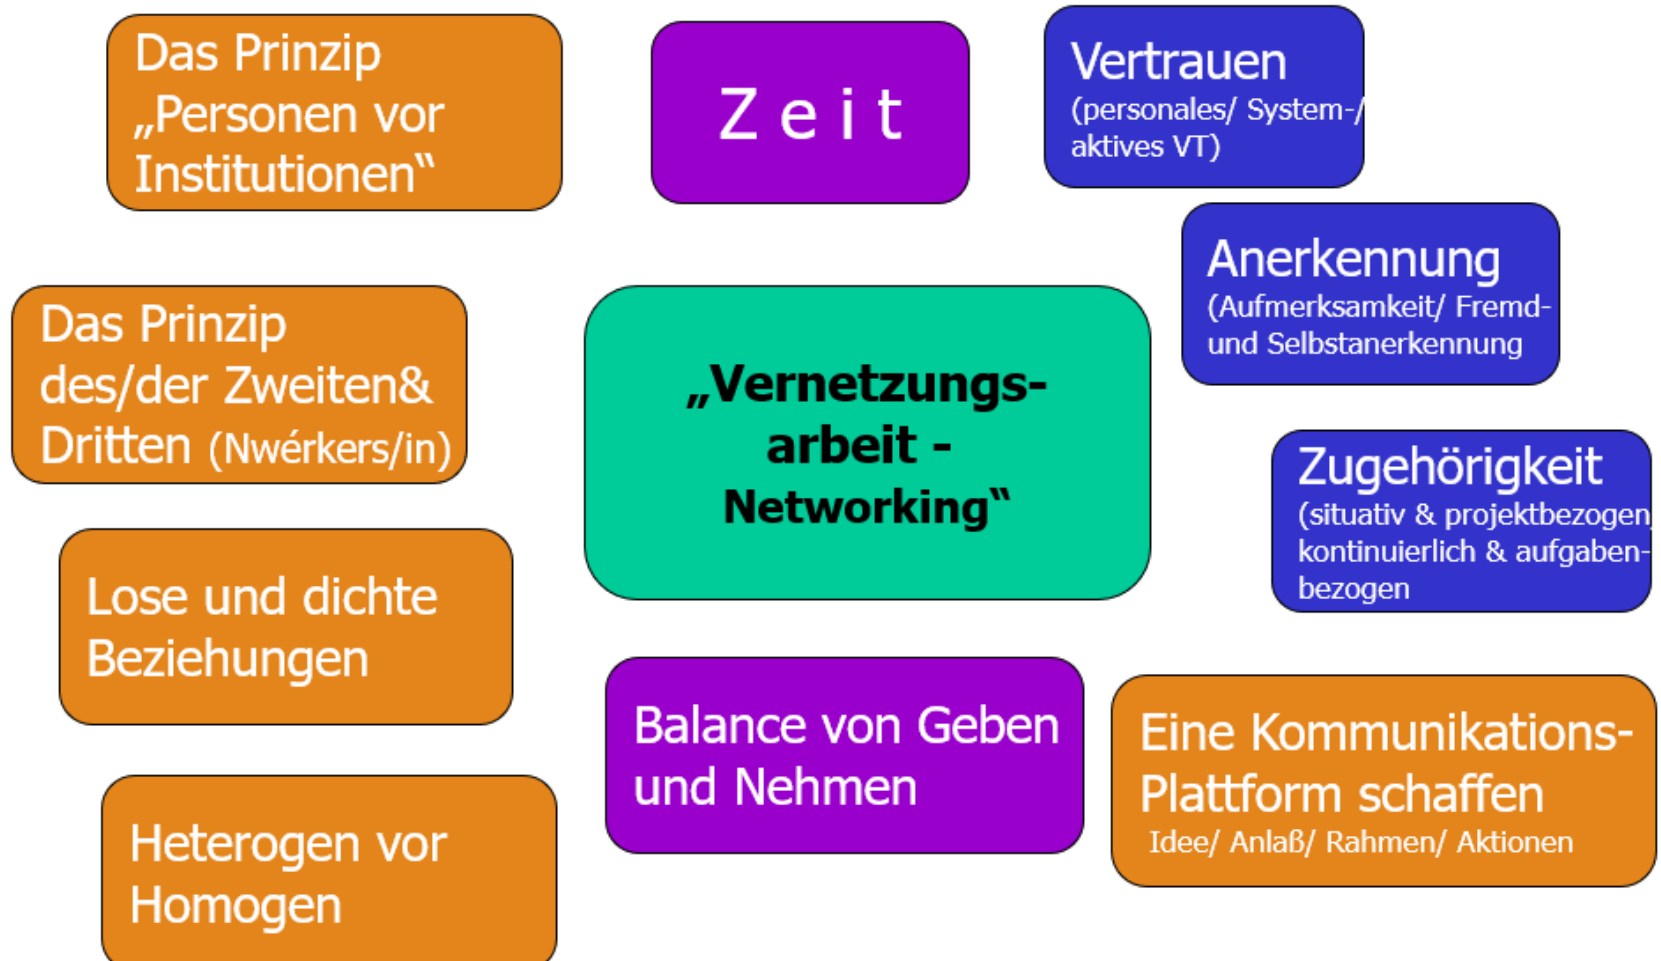 Das Prinzip
„Personen vor
Institutionen“
Z e i t
Vertrauen
(personales/ System-/
aktives VT)
Anerkennung
(Aufmerksamkeit/ Fremd-
und Selbstanerkennung
Das Prinzip
des/der Zweiten&
Dritten (Nwérkers/in)
„Vernetzungs-
arbeit -
Networking“
Zugehörigkeit
(situativ & projektbezogen
kontinuierlich & aufgaben-
bezogen
Lose und dichte
Beziehungen
Balance von Geben
und Nehmen
Eine Kommunikations-
Plattform schaffen
Idee/ Anlaß/ Rahmen/ Aktionen
Heterogen vor
Homogen